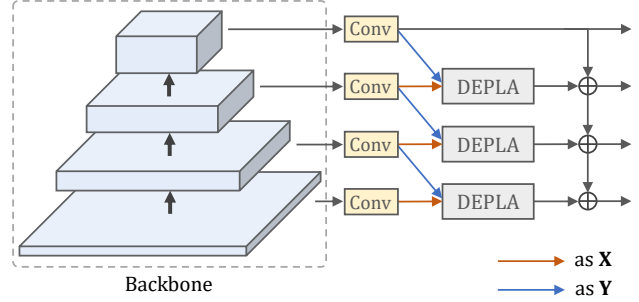 Conv
Conv
DEPLA
Conv
DEPLA
Conv
DEPLA
Backbone
as X
as Y